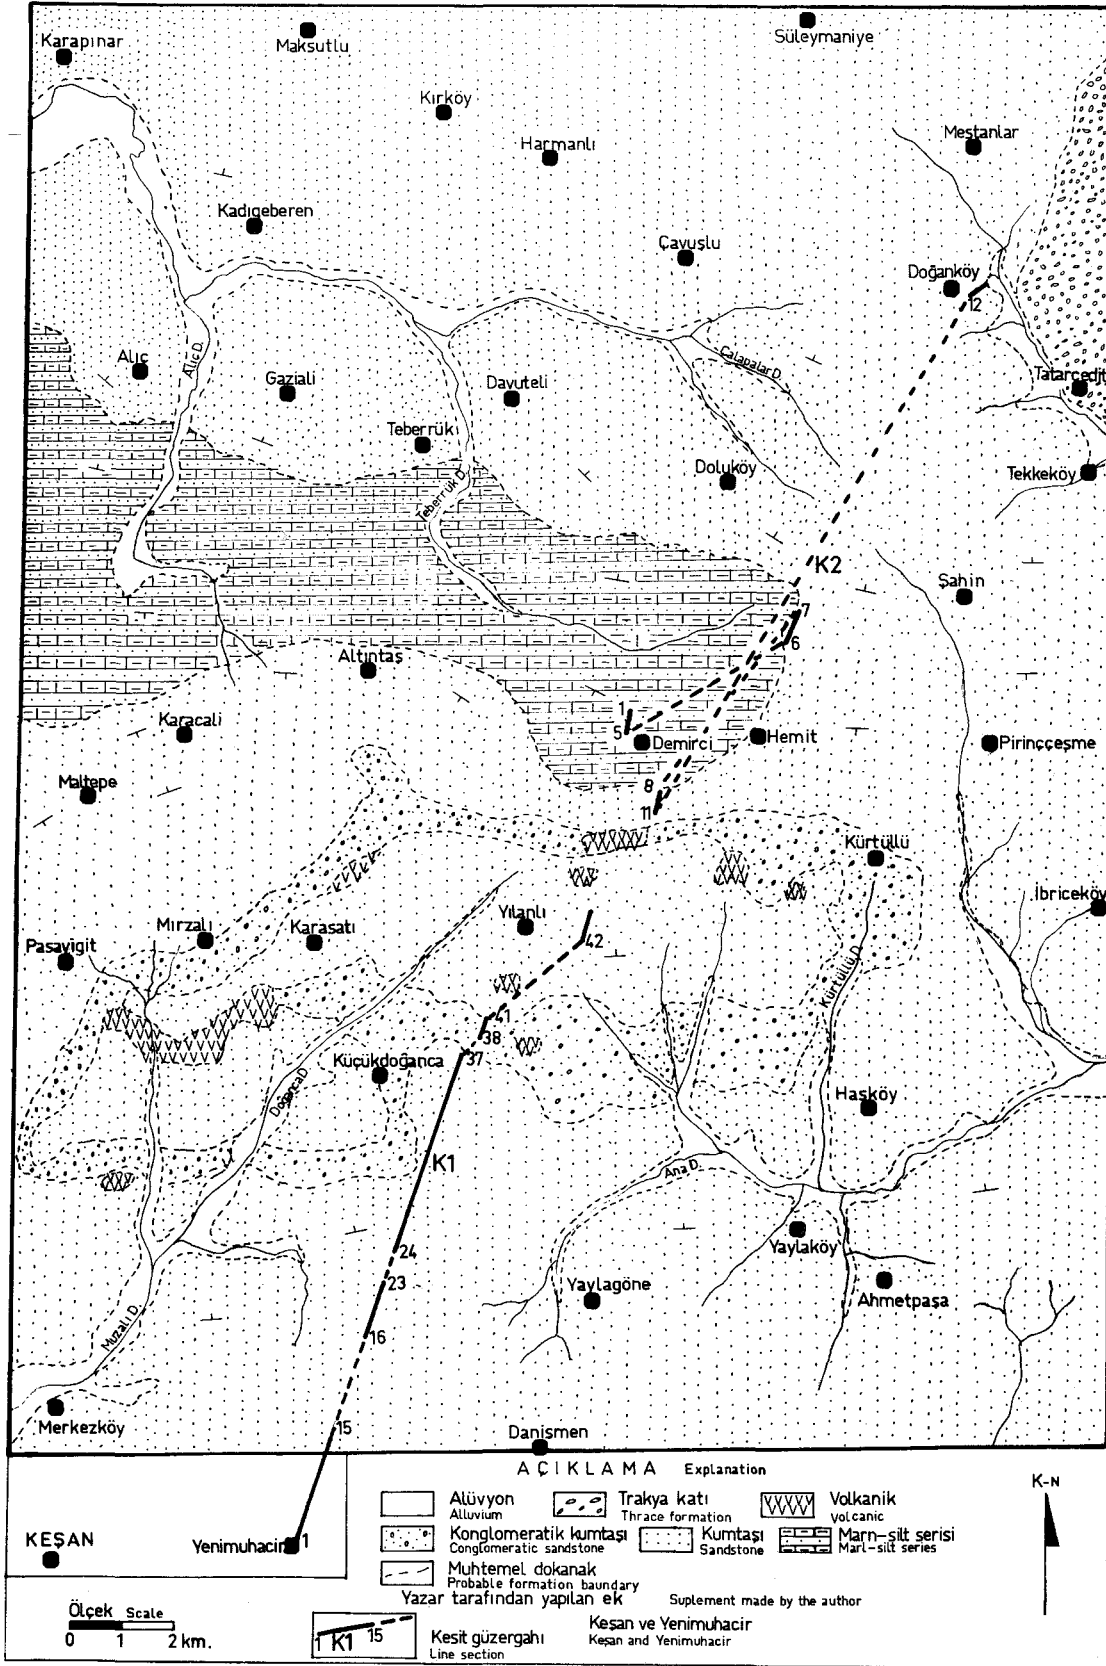 Karapınar
Maksutlu
Süleymaniye
Kırköy
Harmanlı
Mestanlar
Kadıgeberen
Çavuşlu
Doğanköy
12
Alıç
Alıç D.
Gaziali
Davuteli
Çalapalar D.
Tatarcedit
Teberrük
Teberrük D.
Doluköy
Tekkeköy
K2
Şahin
7
6
Altıntaş
Karacali
1
5
Demirci
Hemit
Pirinççeşme
Maltepe
8
11
Kürtüllü
İbriceköy
Mırzalı
Karasatı
Yılanlı
Pasayigit
42
Kürtüllü D.
41
38
37
Küçükdoğanca
Doğanca D.
Hasköy
K1
Ana D.
Yaylaköy
24
23
Yaylagöne
Ahmetpaşa
16
Muzalı D.
15
Merkezköy
Danişmen
KEŞAN
Yenimuhacir
1
AÇIKLAMA Explanation
K-N
Alüvyon
Alluvium
Trakya katı
Thrace formation
Volkanik
Volcanic
Konglomeratik kumtaşı
Conglomeratic sandstone
Kumtaşı
Sandstone
Marn-silt serisi
Marl-silt series
Muhtemel dokanak
Probable formation baundary
Yazar tarafından yapılan ek
Suplement made by the author
Ölçek Scale
0 1 2 km.
1 K1 15
Kesit güzergahı
Line section
Keşan ve Yenimuhacir
Keşan and Yenimuhacir